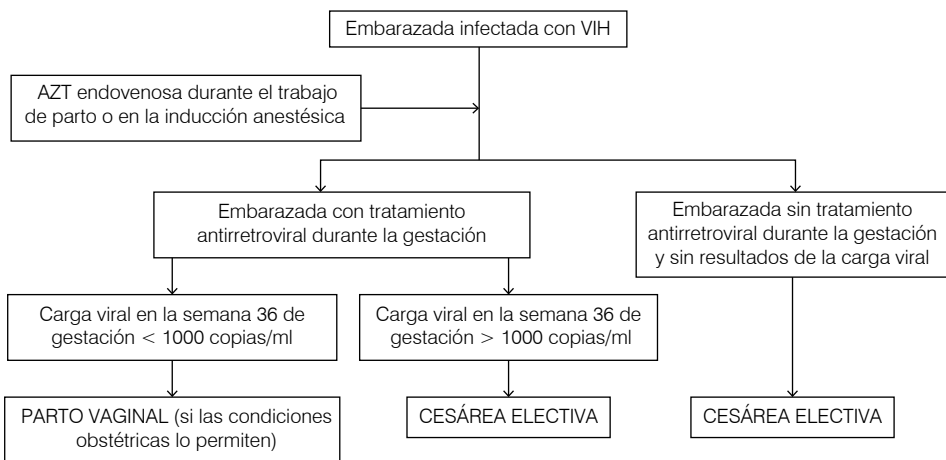 Embarazada infectada con VIH
AZT endovenosa durante el trabajo
de parto o en la inducción anestésica
Embarazada con tratamiento
antirretroviral durante la gestación
Embarazada sin tratamiento
antirretroviral durante la gestación
y sin resultados de la carga viral
Carga viral en la semana 36 de
gestación < 1000 copias/ml
Carga viral en la semana 36 de
gestación > 1000 copias/ml
PARTO VAGINAL (si las condiciones
obstétricas lo permiten)
CESÁREA ELECTIVA
CESÁREA ELECTIVA